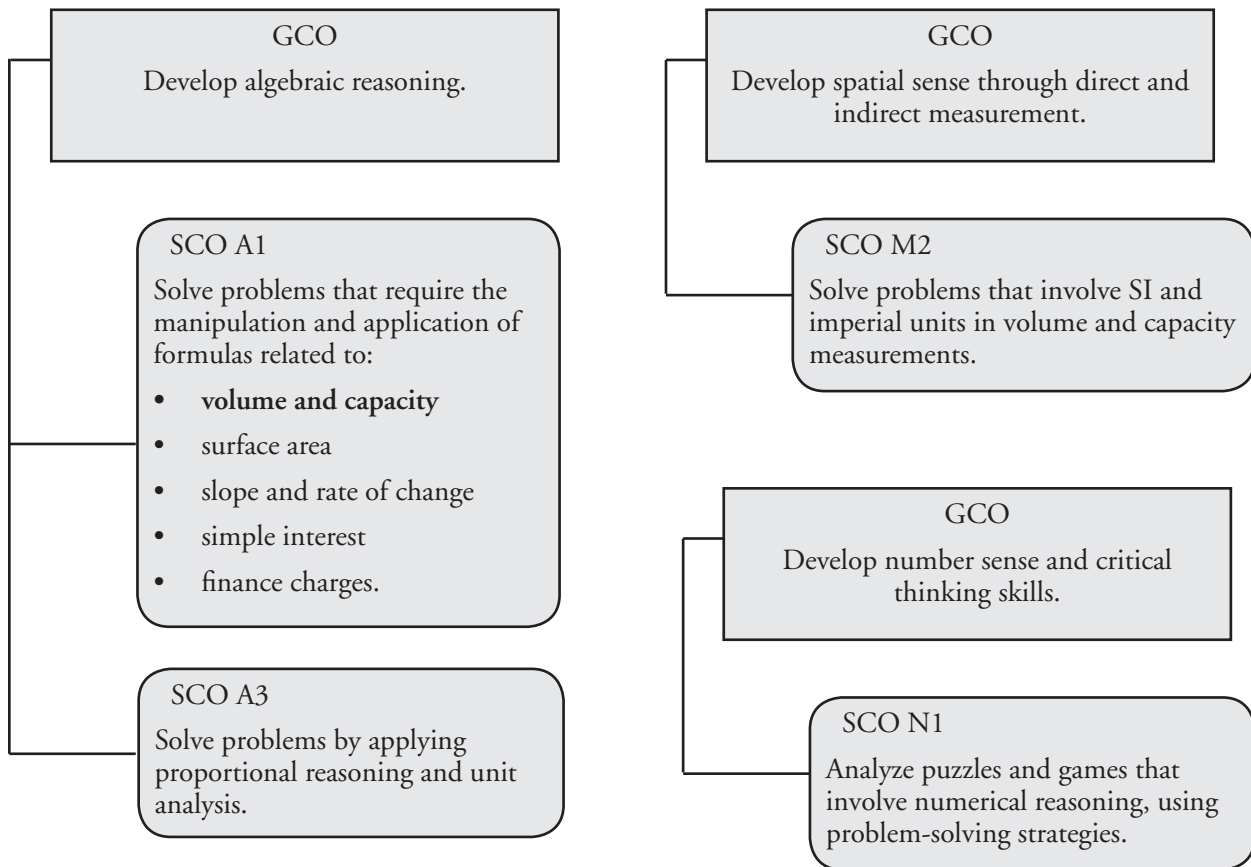 GCO
Develop algebraic reasoning.
SCO A1
Solve problems that require the
manipulation and application of
formulas related to:
• volume and capacity
• surface area
• slope and rate of change
• simple interest
• finance charges.
SCO A3
Solve problems by applying
proportional reasoning and unit
analysis.
GCO
Develop spatial sense through direct and
indirect measurement.
SCO M2
Solve problems that involve SI and
imperial units in volume and capacity
measurements.
GCO
Develop number sense and critical
thinking skills.
SCO N1
Analyze puzzles and games that
involve numerical reasoning, using
problem-solving strategies.